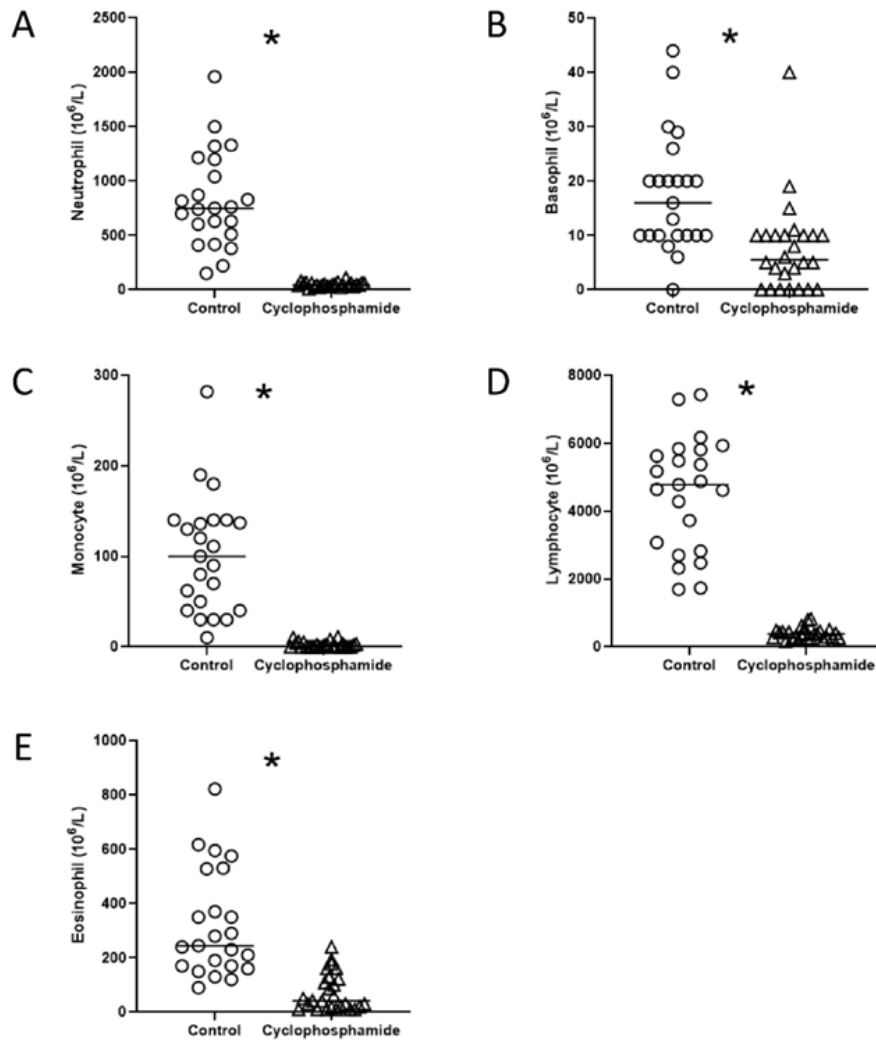 A
Neutrophil (10⁶/L)
2500
2000
1500
1000
500
0
*
Control
Cyclophosphamide
B
Basophil (10⁶/L)
50
40
30
20
10
0
*
Control
Cyclophosphamide
C
Monocyte (10⁶/L)
300
200
100
0
*
Control
Cyclophosphamide
D
Lymphocyte (10⁶/L)
8000
6000
4000
2000
0
*
Control
Cyclophosphamide
E
Eosinophil (10⁶/L)
1000
800
600
400
200
0
*
Control
Cyclophosphamide